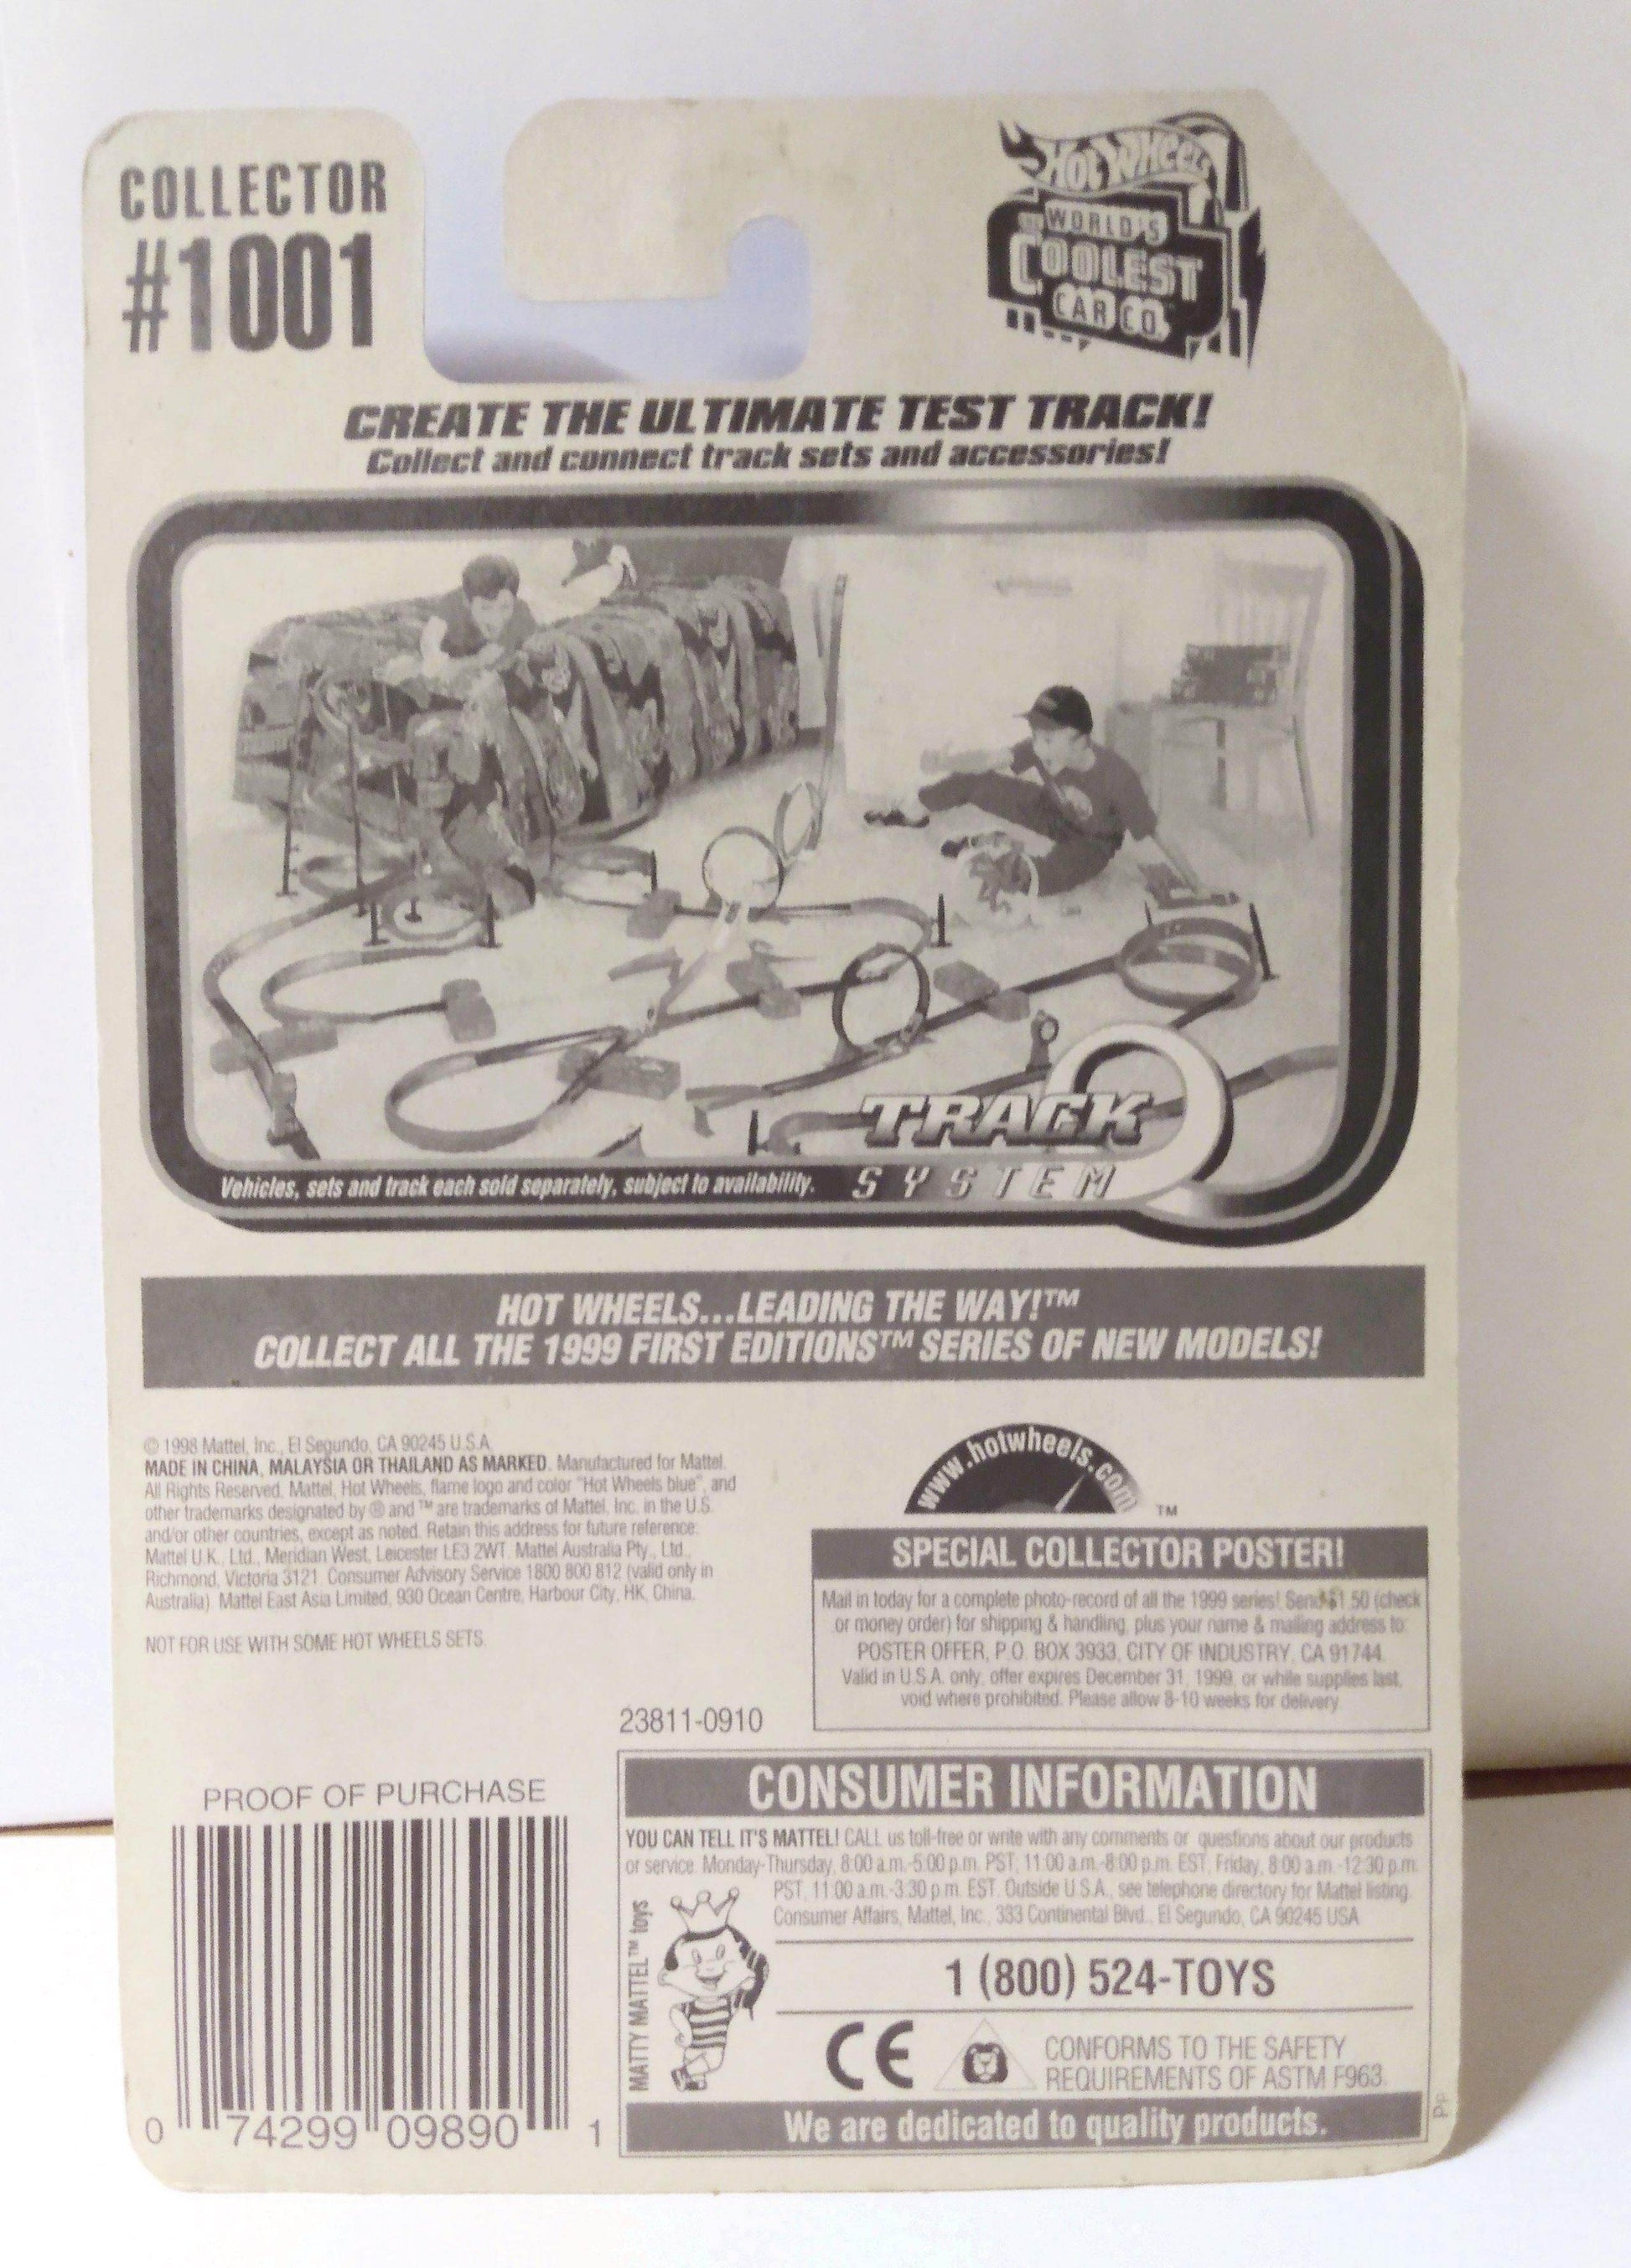 COLLECTOR
#1001
HOT WHEELS
THE WORLD'S
COOLEST
CAR CO.
CREATE THE ULTIMATE TEST TRACK!
Collect and connect track sets and accessories!
TRACK
SYSTEM
Vehicles, sets and track each sold separately, subject to availability.
HOT WHEELS...LEADING THE WAY!™
COLLECT ALL THE 1999 FIRST EDITIONS™ SERIES OF NEW MODELS!
© 1998 Mattel, Inc., El Segundo, CA 90245 U.S.A.
MADE IN CHINA, MALAYSIA OR THAILAND AS MARKED. Manufactured for Mattel.
All Rights Reserved. Mattel, Hot Wheels, flame logo and color "Hot Wheels blue", and
other trademarks designated by ® and ™ are trademarks of Mattel, Inc. in the U.S.
and/or other countries, except as noted. Retain this address for future reference:
Mattel U.K., Ltd., Meridian West, Leicester LE3 2WT. Mattel Australia Pty., Ltd.,
Richmond, Victoria 3121. Consumer Advisory Service 1800 800 812 (valid only in
Australia). Mattel East Asia Limited, 930 Ocean Centre, Harbour City, HK, China.
NOT FOR USE WITH SOME HOT WHEELS SETS.
23811-0910
www.hotwheels.com
™
SPECIAL COLLECTOR POSTER!
Mail in today for a complete photo-record of all the 1999 series! Send $1.50 (check
or money order) for shipping & handling, plus your name & mailing address to:
POSTER OFFER, P.O. BOX 3933, CITY OF INDUSTRY, CA 91744.
Valid in U.S.A. only, offer expires December 31, 1999, or while supplies last,
void where prohibited. Please allow 8-10 weeks for delivery.
PROOF OF PURCHASE
0 74299 09890 1
CONSUMER INFORMATION
YOU CAN TELL IT'S MATTEL! CALL us toll-free or write with any comments or questions about our products
or service. Monday-Thursday, 8:00 a.m.-5:00 p.m. PST, 11:00 a.m.-8:00 p.m. EST, Friday, 8:00 a.m.-12:30 p.m.
PST, 11:00 a.m.-3:30 p.m. EST. Outside U.S.A., see telephone directory for Mattel listing.
Consumer Affairs, Mattel, Inc., 333 Continental Blvd., El Segundo, CA 90245 USA
MATTY MATTEL™ toys
1 (800) 524-TOYS
CE
CONFORMS TO THE SAFETY
REQUIREMENTS OF ASTM F963.
We are dedicated to quality products.
PP